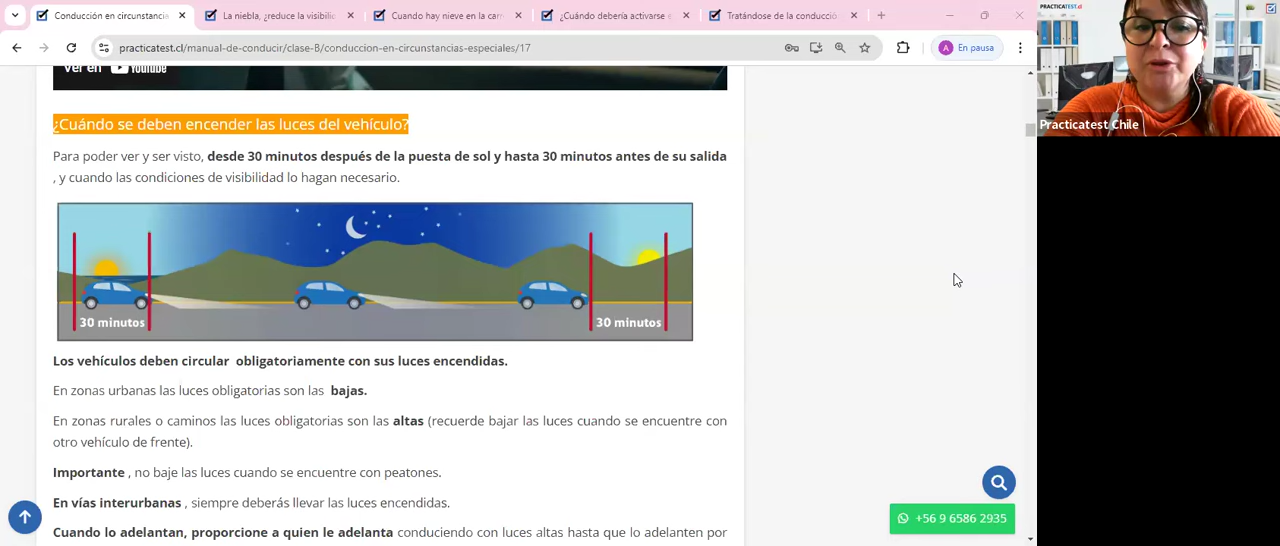 Conducción en circunstancias
La niebla, ¿reduce la visibilid
Cuando hay nieve en la carr
¿Cuándo debería activarse e
Tratándose de la conducció
practicatest.cl/manual-de-conducir/clase-B/conduccion-en-circunstancias-especiales/17
A En pausa
PRACTICATEST.cl
Practicatest Chile
Ver en YouTube
¿Cuándo se deben encender las luces del vehículo?
Para poder ver y ser visto, desde 30 minutos después de la puesta de sol y hasta 30 minutos antes de su salida
, y cuando las condiciones de visibilidad lo hagan necesario.
30 minutos
30 minutos
Los vehículos deben circular obligatoriamente con sus luces encendidas.
En zonas urbanas las luces obligatorias son las bajas.
En zonas rurales o caminos las luces obligatorias son las altas (recuerde bajar las luces cuando se encuentre con
otro vehículo de frente).
Importante , no baje las luces cuando se encuentre con peatones.
En vías interurbanas , siempre deberás llevar las luces encendidas.
Cuando lo adelantan, proporcione a quien le adelanta conduciendo con luces altas hasta que lo adelanten por
+56 9 6586 2935